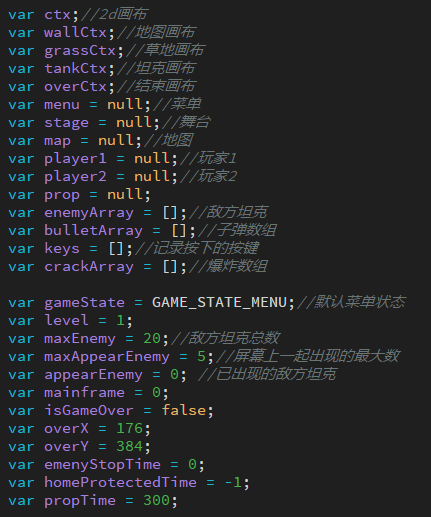 var ctx;//2d画布
var wallCtx;//地图画布
var grassCtx;//草地画布
var tankCtx;//坦克画布
var overCtx;//结束画布
var menu = null;//菜单
var stage = null;//舞台
var map = null;//地图
var player1 = null;//玩家1
var player2 = null;//玩家2
var prop = null;
var enemyArray = [];//敌方坦克
var bulletArray = [];//子弹数组
var keys = [];//记录按下的按键
var crackArray = [];//爆炸数组
var gameState = GAME_STATE_MENU;//默认菜单状态
var level = 1;
var maxEnemy = 20;//敌方坦克总数
var maxAppearEnemy = 5;//屏幕上一起出现的最大数
var appearEnemy = 0; //已出现的敌方坦克
var mainframe = 0;
var isGameOver = false;
var overX = 176;
var overY = 384;
var emenyStopTime = 0;
var homeProtectedTime = -1;
var propTime = 300;